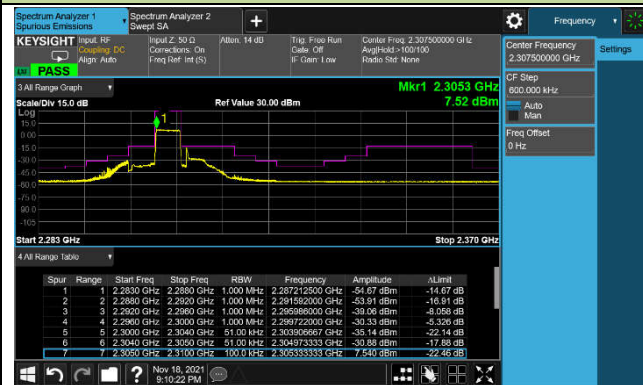 Spectrum Analyzer 1
Spurious Emissions
Spectrum Analyzer 2
Swept SA
+
Frequency
KEYSIGHT
Input: RF
Coupling: DC
Align: Auto
Input Z: 50 Ω
Corrections: On
Freq Ref: Int (S)
Atten: 14 dB
Trig: Free Run
Gate: Off
IF Gain: Low
Center Freq: 2.307500000 GHz
Avg|Hold:>100/100
Radio Std: None
PASS
Center Frequency
2.307500000 GHz
Settings
CF Step
600.000 kHz
Auto
Man
Freq Offset
0 Hz
3 All Range Graph
Mkr1 2.3053 GHz
7.52 dBm
Scale/Div 15.0 dB
Ref Value 30.00 dBm
Log
15.0
0.00
-15.0
-30.0
-45.0
-60.0
-75.0
-90.0
-105
1
Start 2.283 GHz
Stop 2.370 GHz
4 All Range Table
Spur Range Start Freq Stop Freq RBW Frequency Amplitude ΔLimit
1 1 2.2830 GHz 2.2880 GHz 1.000 MHz 2.287212500 GHz -54.67 dBm -14.67 dB
2 2 2.2880 GHz 2.2920 GHz 1.000 MHz 2.291592000 GHz -53.91 dBm -16.91 dB
3 3 2.2920 GHz 2.2960 GHz 1.000 MHz 2.295986000 GHz -39.06 dBm -8.058 dB
4 4 2.2960 GHz 2.3000 GHz 1.000 MHz 2.299722000 GHz -30.33 dBm -5.326 dB
5 5 2.3000 GHz 2.3040 GHz 51.00 kHz 2.303906667 GHz -35.14 dBm -22.14 dB
6 6 2.3040 GHz 2.3050 GHz 51.00 kHz 2.304973333 GHz -30.88 dBm -17.88 dB
7 7 2.3050 GHz 2.3100 GHz 100.0 kHz 2.305333333 GHz 7.540 dBm -22.46 dB
Nov 18, 2021
9:10:22 PM